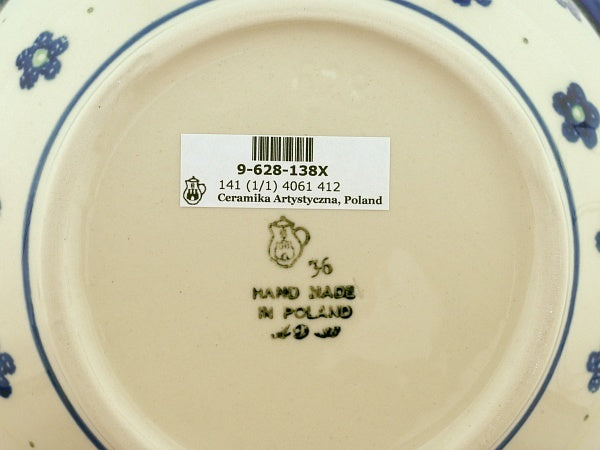 9-628-138X
141 (1/1) 4061 412
Ceramika Artystyczna, Poland
36
HAND MADE
IN POLAND